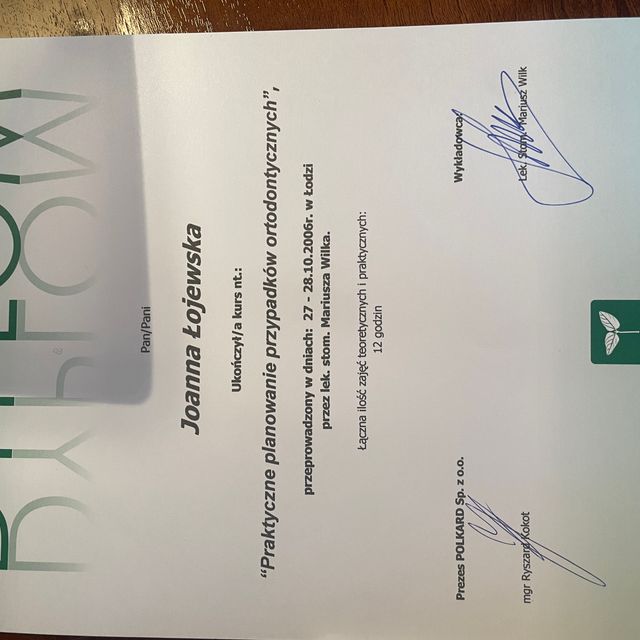 DYPLOM
Pan/Pani
Joanna Łojewska
Ukończył/a kurs nt.:
"Praktyczne planowanie przypadków ortodontycznych",
przeprowadzony w dniach: 27 - 28.10.2006r. w Łodzi
przez lek. stom. Mariusza Wilka.
Łączna ilość zajęć teoretycznych i praktycznych:
12 godzin
Prezes POLKARD Sp. z o.o.
mgr Ryszard Kokot
Wykładowca
Lek. stom. Mariusz Wilk